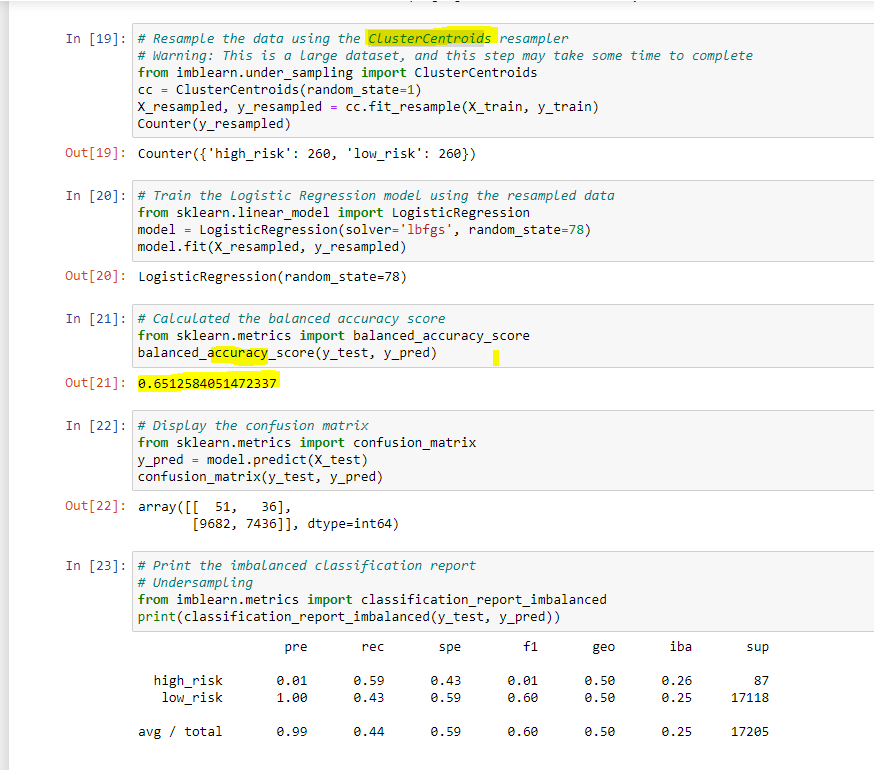 In [19]: # Resample the data using the ClusterCentroids resampler
# Warning: This is a large dataset, and this step may take some time to complete
from imblearn.under_sampling import ClusterCentroids
cc = ClusterCentroids(random_state=1)
X_resampled, y_resampled = cc.fit_resample(X_train, y_train)
Counter(y_resampled)
Out[19]: Counter({'high_risk': 260, 'low_risk': 260})
In [20]: # Train the Logistic Regression model using the resampled data
from sklearn.linear_model import LogisticRegression
model = LogisticRegression(solver='lbfgs', random_state=78)
model.fit(X_resampled, y_resampled)
Out[20]: LogisticRegression(random_state=78)
In [21]: # Calculated the balanced accuracy score
from sklearn.metrics import balanced_accuracy_score
balanced_accuracy_score(y_test, y_pred)
Out[21]: 0.6512584051472337
In [22]: # Display the confusion matrix
from sklearn.metrics import confusion_matrix
y_pred = model.predict(X_test)
confusion_matrix(y_test, y_pred)
Out[22]: array([[  51,   36],
       [9682, 7436]], dtype=int64)
In [23]: # Print the imbalanced classification report
# Undersampling
from imblearn.metrics import classification_report_imbalanced
print(classification_report_imbalanced(y_test, y_pred))
pre rec spe f1 geo iba sup
high_risk 0.01 0.59 0.43 0.01 0.50 0.26 87
low_risk 1.00 0.43 0.59 0.60 0.50 0.25 17118
avg / total 0.99 0.44 0.59 0.60 0.50 0.25 17205